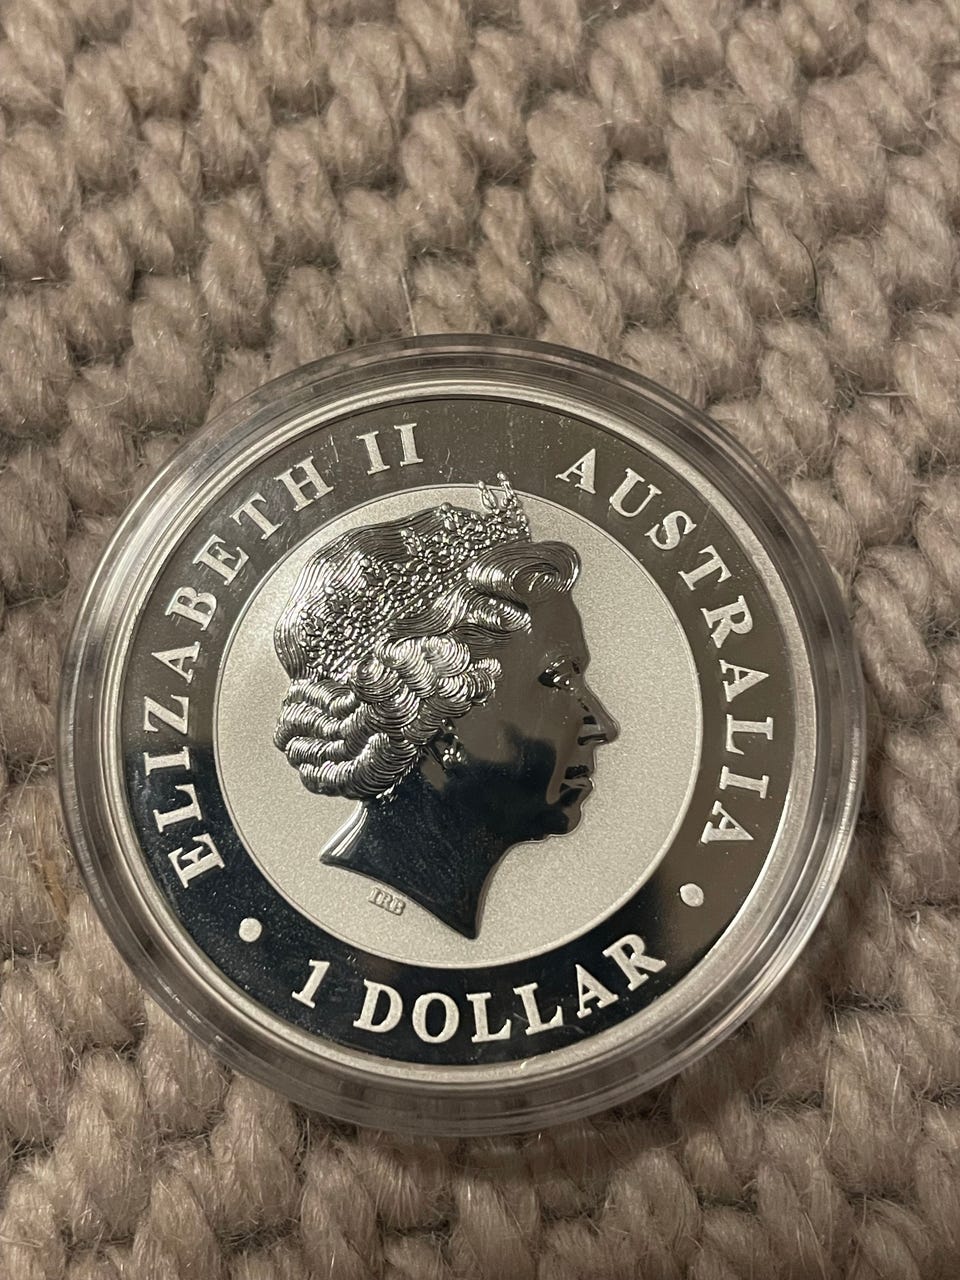 ELIZABETH II
AUSTRALIA
IRB
1 DOLLAR